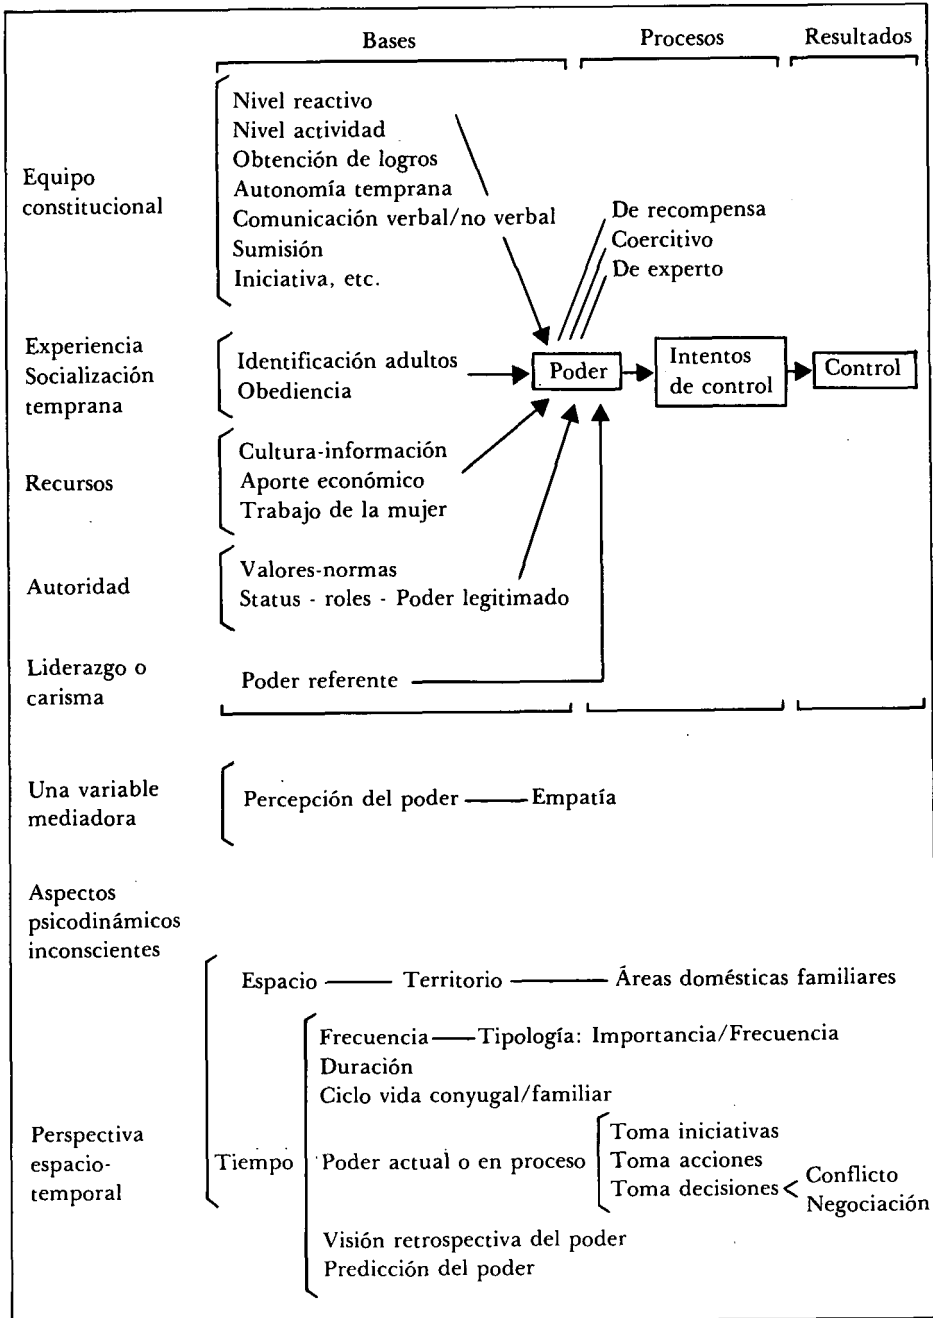 Bases Procesos Resultados
Equipo
constitucional
Nivel reactivo
Nivel actividad
Obtención de logros
Autonomía temprana
Comunicación verbal/no verbal
Sumisión
Iniciativa, etc.
De recompensa
Coercitivo
De experto
Experiencia
Socialización
temprana
Identificación adultos
Obediencia
Poder
Intentos
de control
Control
Recursos
Cultura-información
Aporte económico
Trabajo de la mujer
Autoridad
Valores-normas
Status - roles - Poder legitimado
Liderazgo o
carisma
Poder referente
Una variable
mediadora
Percepción del poder Empatía
Aspectos
psicodinámicos
inconscientes
Perspectiva
espacio-
temporal
Espacio Territorio Áreas domésticas familiares
Tiempo
Frecuencia Tipología: Importancia/Frecuencia
Duración
Ciclo vida conyugal/familiar
Poder actual o en proceso
Toma iniciativas
Toma acciones
Toma decisiones <
Conflicto
Negociación
Visión retrospectiva del poder
Predicción del poder